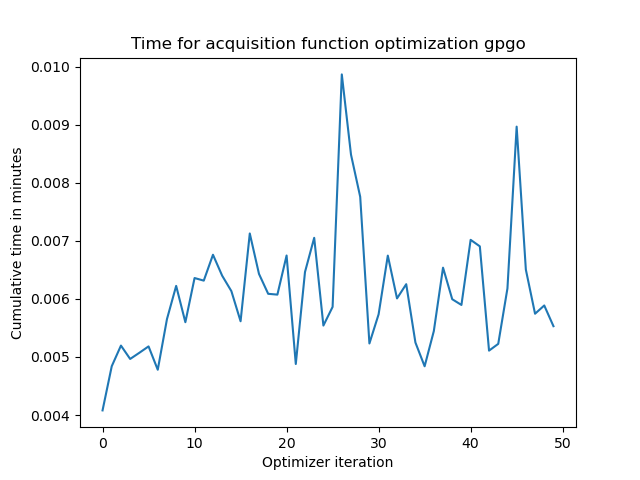 Time for acquisition function optimization gpgo
0.010
0.009
0.008
0.007
0.006
0.005
0.004
Cumulative time in minutes
0 10 20 30 40 50
Optimizer iteration